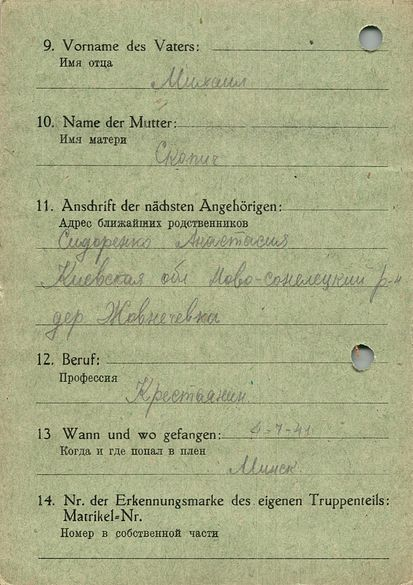 9. Vorname des Vaters:
Имя отца
Михаил
10. Name der Mutter:
Имя матери
Скопич
11. Anschrift der nächsten Angehörigen:
Адрес ближайших родственников
Сидоренко Анастасия
Киевская обл Ново-сонелецкий р-н
дер Жовнечевка
12. Beruf:
Профессия
Крестьянин
13 Wann und wo gefangen: 5-7-41
Когда и где попал в плен
Минск
14. Nr. der Erkennungsmarke des eigenen Truppenteils:
Matrikel=Nr.
Номер в собственной части